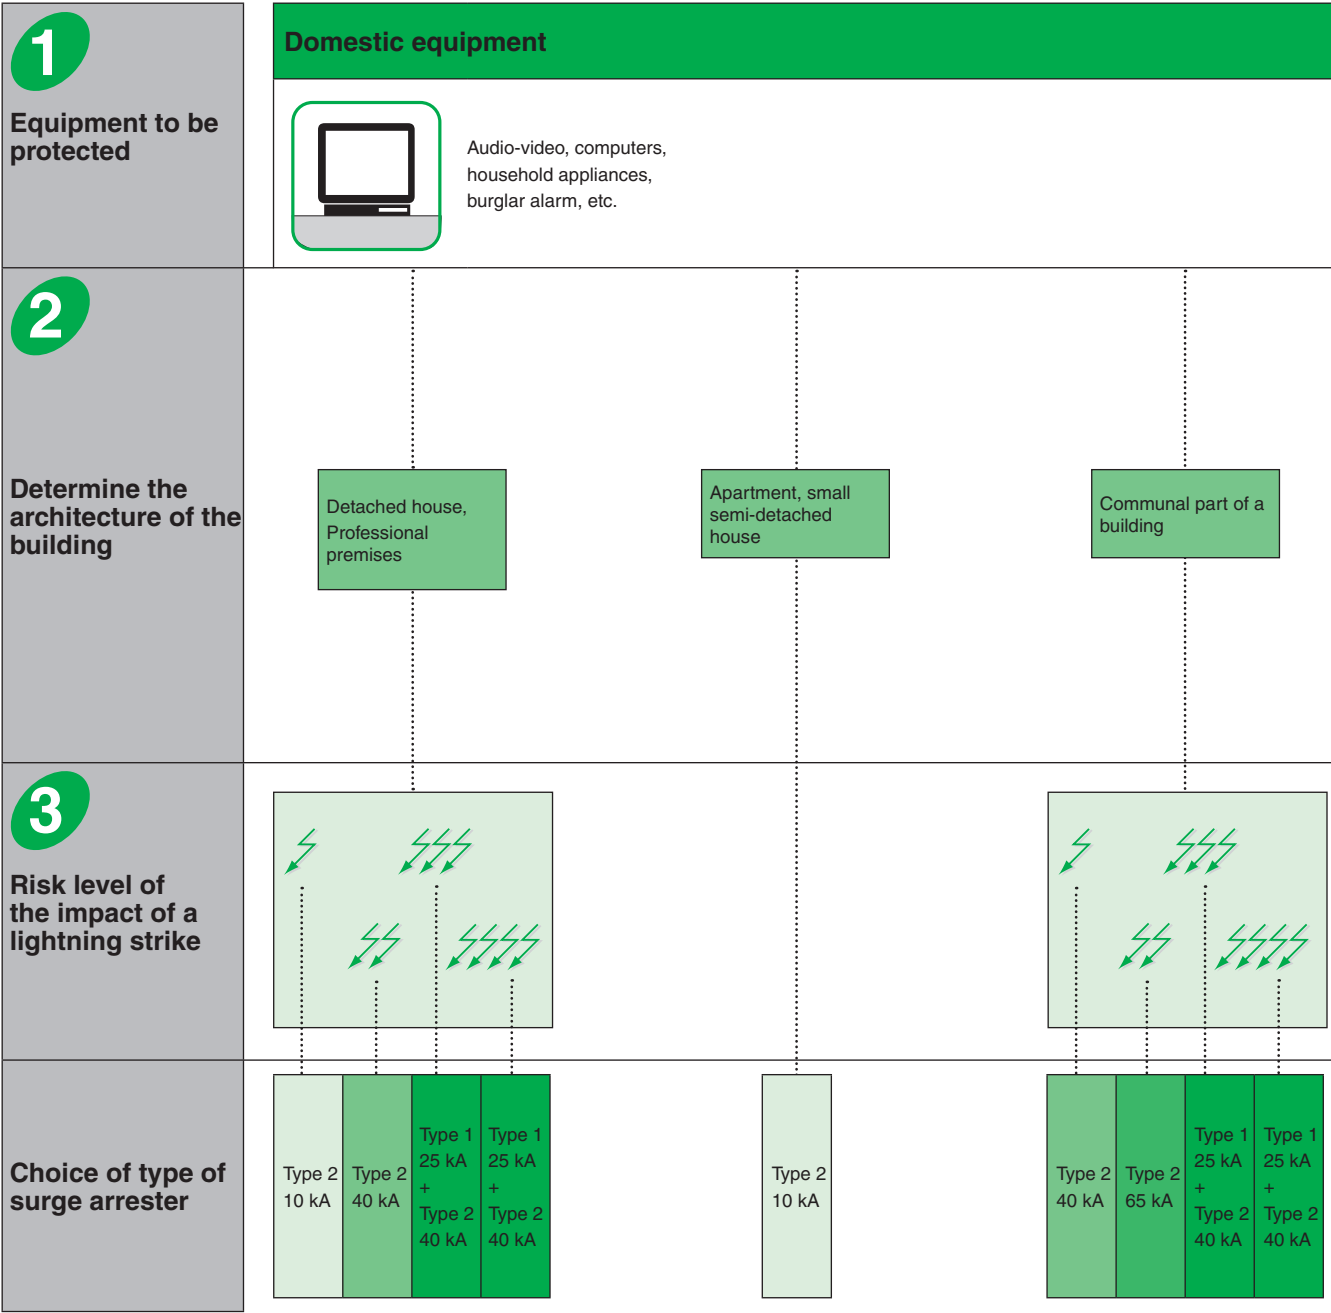 1
Equipment to be
protected
Domestic equipment
Audio-video, computers,
household appliances,
burglar alarm, etc.
2
Determine the
architecture of the
building
Detached house,
Professional
premises
Apartment, small
semi-detached
house
Communal part of a
building
3
Risk level of
the impact of a
lightning strike
Choice of type of
surge arrester
Type 2
10 kA
Type 2
40 kA
Type 1
25 kA
+
Type 2
40 kA
Type 1
25 kA
+
Type 2
40 kA
Type 2
10 kA
Type 2
40 kA
Type 2
65 kA
Type 1
25 kA
+
Type 2
40 kA
Type 1
25 kA
+
Type 2
40 kA